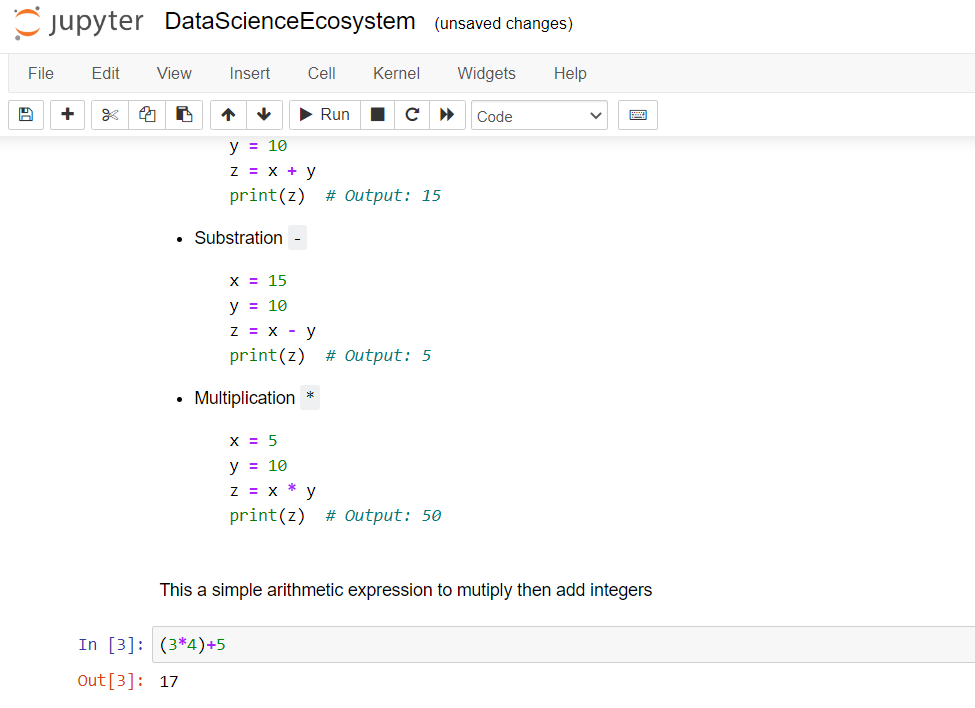 jupyter DataScienceEcosystem (unsaved changes)
File Edit View Insert Cell Kernel Widgets Help
Run Code
y = 10
z = x + y
print(z)  # Output: 15
• Substration -
x = 15
y = 10
z = x - y
print(z)  # Output: 5
• Multiplication *
x = 5
y = 10
z = x * y
print(z)  # Output: 50
This a simple arithmetic expression to mutiply then add integers
In [3]: (3*4)+5
Out[3]: 17